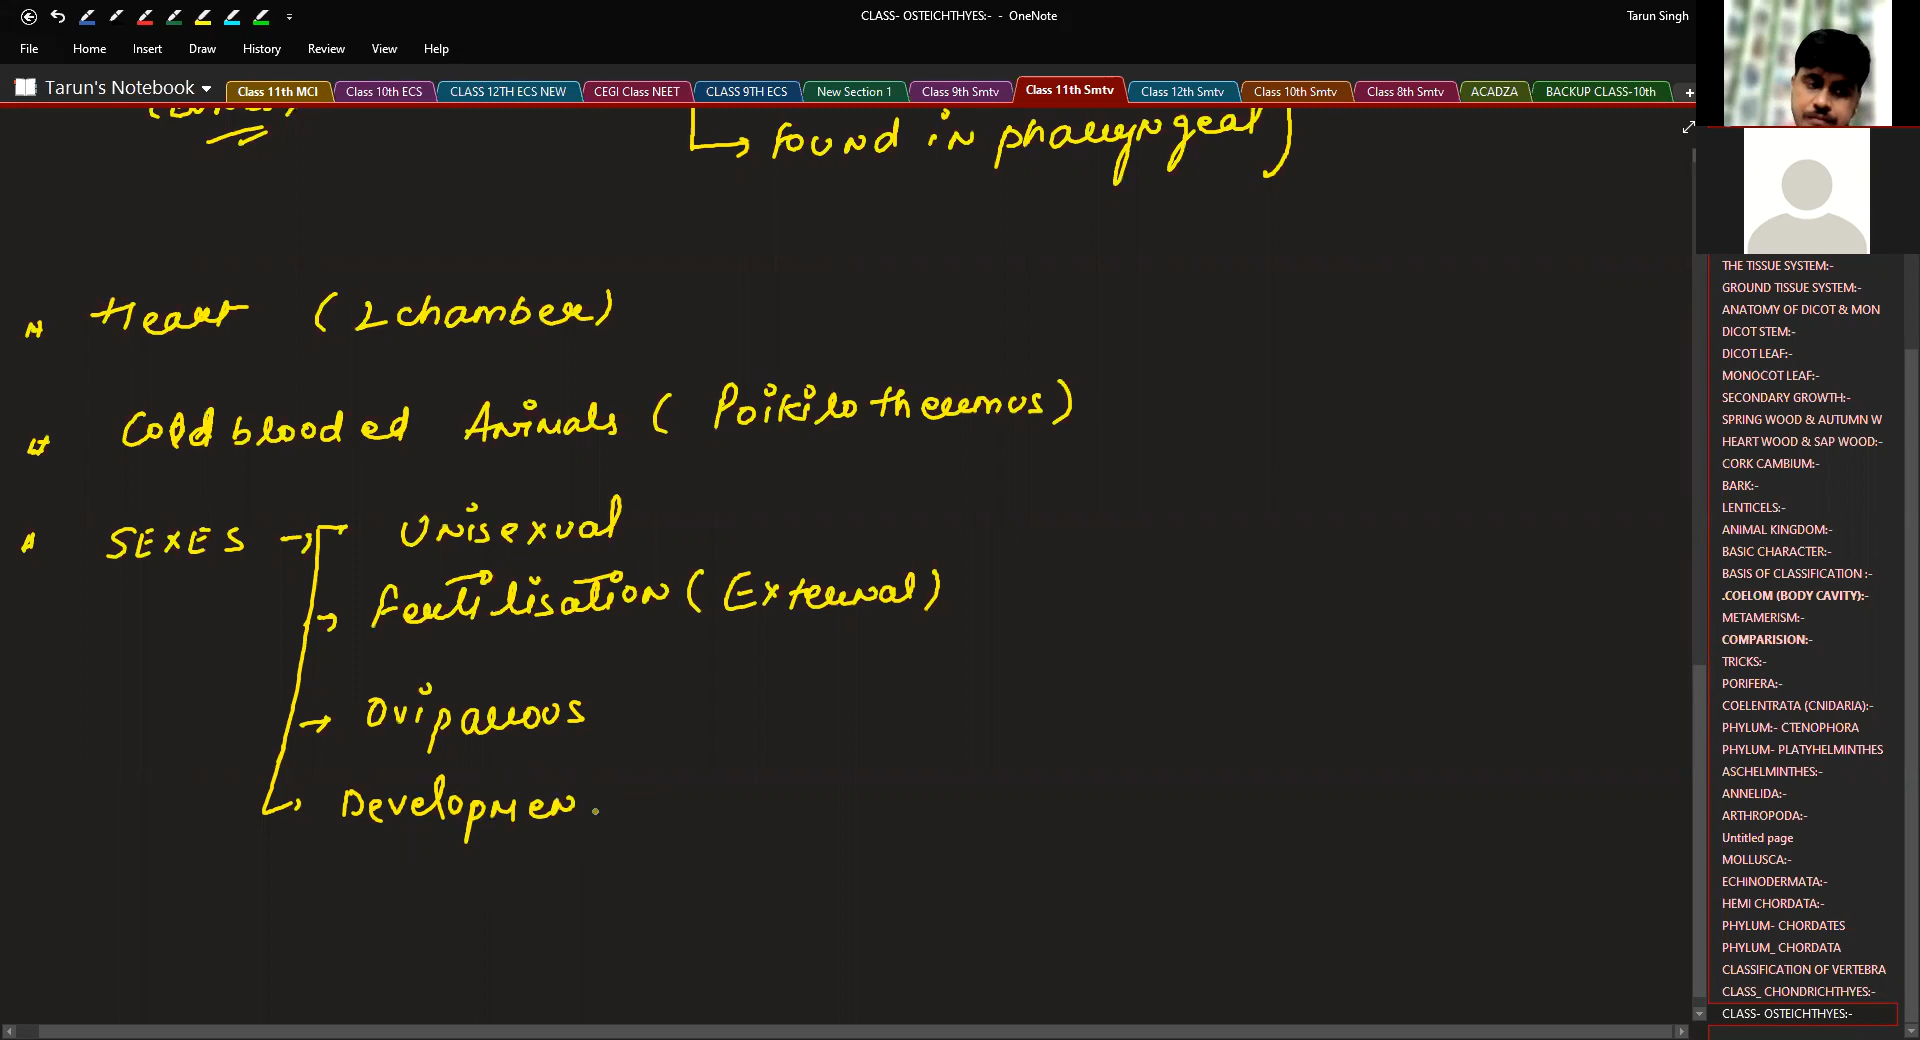 CLASS- OSTEICHTHYES:- - OneNote
Tarun Singh
File Home Insert Draw History Review View Help
Tarun's Notebook
Class 11th MCI
Class 10th ECS
CLASS 12TH ECS NEW
CEGI Class NEET
CLASS 9TH ECS
New Section 1
Class 9th Smtv
Class 11th Smtv
Class 12th Smtv
Class 10th Smtv
Class 8th Smtv
ACADZA
BACKUP CLASS-10th
+
→ Found in pharyngeal
Heart (2 chamber)
Cold blooded Animals (Poikilothermus)
SEXES → Unisexual
→ Fertilisation (External)
→ Oviparous
→ Developmen
THE TISSUE SYSTEM:-
GROUND TISSUE SYSTEM:-
ANATOMY OF DICOT & MON
DICOT STEM:-
DICOT LEAF:-
MONOCOT LEAF:-
SECONDARY GROWTH:-
SPRING WOOD & AUTUMN W
HEART WOOD & SAP WOOD:-
CORK CAMBIUM:-
BARK:-
LENTICELS:-
ANIMAL KINGDOM:-
BASIC CHARACTER:-
BASIS OF CLASSIFICATION :-
.COELOM (BODY CAVITY):-
METAMERISM:-
COMPARISION:-
TRICKS:-
PORIFERA:-
COELENTRATA (CNIDARIA):-
PHYLUM:- CTENOPHORA
PHYLUM- PLATYHELMINTHES
ASCHELMINTHES:-
ANNELIDA:-
ARTHROPODA:-
Untitled page
MOLLUSCA:-
ECHINODERMATA:-
HEMI CHORDATA:-
PHYLUM- CHORDATES
PHYLUM_ CHORDATA
CLASSIFICATION OF VERTEBRA
CLASS_ CHONDRICHTHYES:-
CLASS- OSTEICHTHYES:-